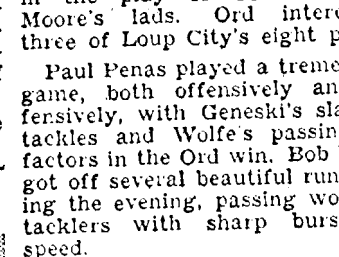 Moore's lads. Ord inter
three of Loup City's eight p
Paul Penas played a treme
game, both offensively an
fensively, with Geneski's sla
tackles and Wolfe's passin
factors in the Ord win. Bob
got off several beautiful run
ing the evening, passing wo
tacklers with sharp burs
speed.